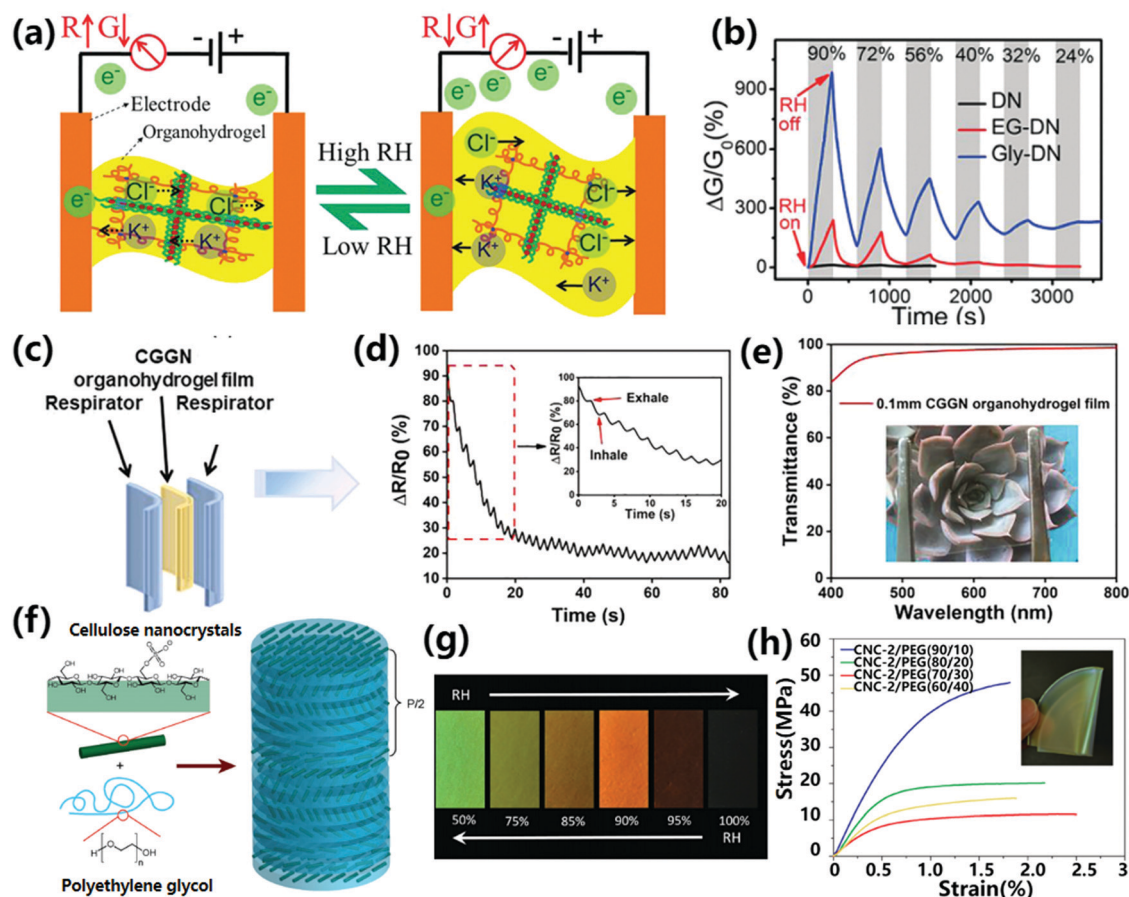 (a)
R G
- +
e⁻ e⁻ e⁻ e⁻ e⁻ e⁻
Electrode
Organohydrogel
Cl⁻ Cl⁻
e⁻
K⁺ K⁺
High RH
Low RH
Cl⁻
K⁺ Cl⁻
K⁺ Cl⁻
K⁺
(b)
90% 72% 56% 40% 32% 24%
RH
off
RH
on
DN
EG-DN
Gly-DN
ΔG/G₀(%)
900
600
300
0
0 1000 2000 3000
Time (s)
(c)
CGGN
organohydrogel film
Respirator Respirator
(d)
ΔR/R0 (%)
100
90
80
70
60
50
40
30
20
10
0 20 40 60 80
Time (s)
ΔR/R0 (%)
100
80
60
40
20
0
0 5 10 15 20
Time (s)
Exhale
Inhale
(e)
Transmittance (%)
100
80
60
40
20
0
400 500 600 700 800
Wavelength (nm)
0.1mm CGGN organohydrogel film
(f)
Cellulose nanocrystals
+
H O OH
n
Polyethylene glycol
P/2
(g)
RH
50% 75% 85% 90% 95% 100%
RH
(h)
Stress(MPa)
60
50
40
30
20
10
0
0 0.5 1.0 1.5 2.0 2.5
Strain(%)
CNC-2/PEG(90/10)
CNC-2/PEG(80/20)
CNC-2/PEG(70/30)
CNC-2/PEG(60/40)